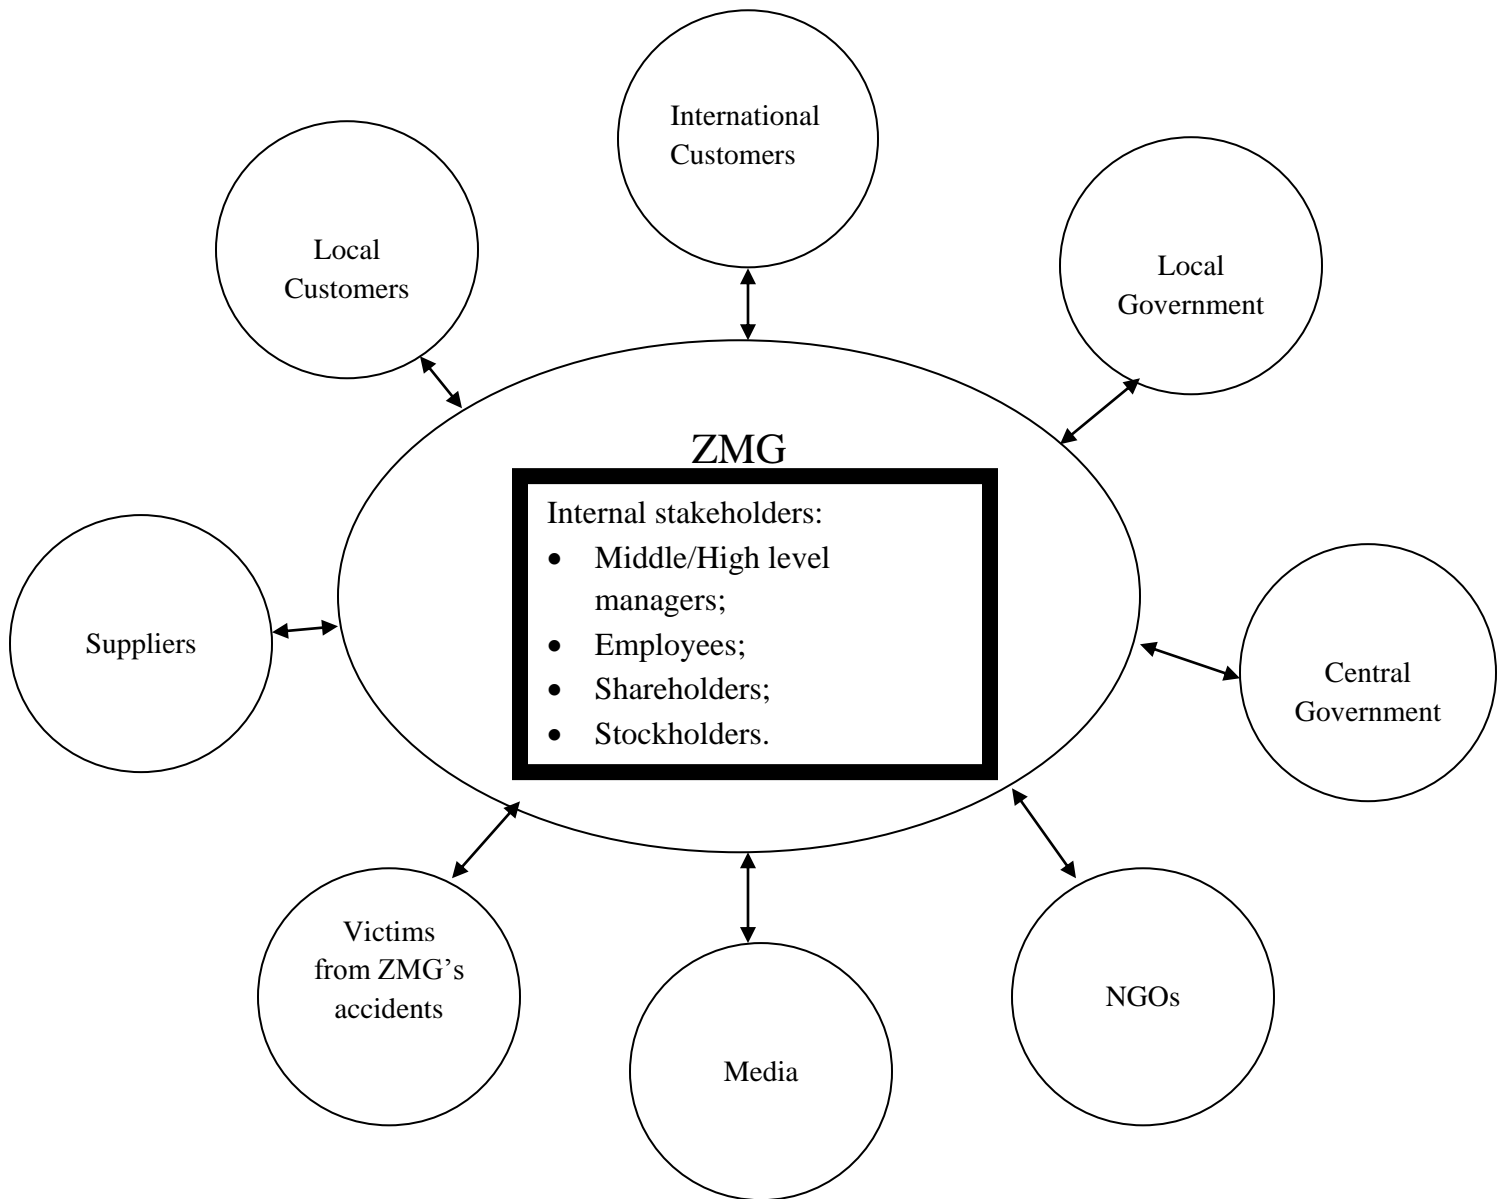 International
Customers
Local
Customers
Local
Government
ZMG
Internal stakeholders:
• Middle/High level
managers;
• Employees;
• Shareholders;
• Stockholders.
Suppliers
Central
Government
Victims
from ZMG’s
accidents
NGOs
Media